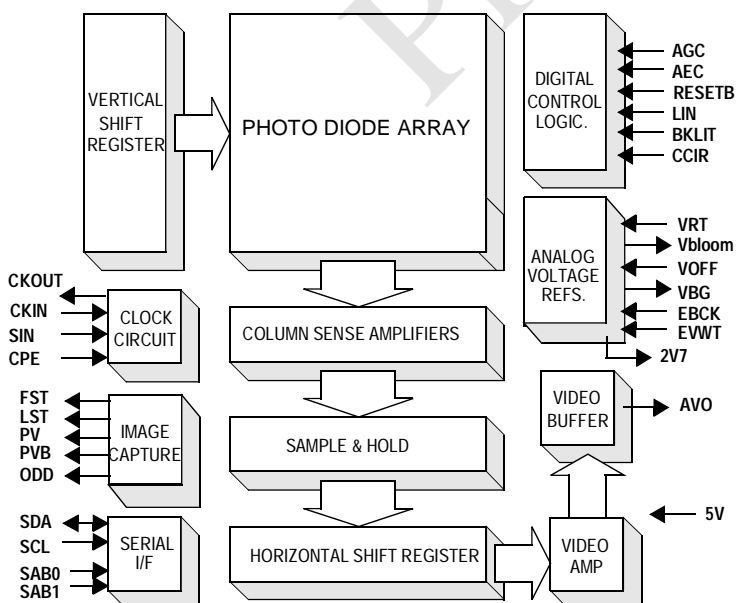 VERTICAL
SHIFT
REGISTER
PHOTO DIODE ARRAY
DIGITAL
CONTROL
LOGIC.
AGC
AEC
RESETB
LIN
BKLIT
CCIR
ANALOG
VOLTAGE
REFS.
VRT
Vbloom
VOFF
VBG
EBCK
EVWT
2V7
CKOUT
CKIN
SIN
CPE
CLOCK
CIRCUIT
COLUMN SENSE AMPLIFIERS
FST
LST
PV
PVB
ODD
IMAGE
CAPTURE
SAMPLE & HOLD
VIDEO
BUFFER
AVO
5V
SDA
SCL
SAB0
SAB1
SERIAL
I/F
HORIZONTAL SHIFT REGISTER
VIDEO
AMP